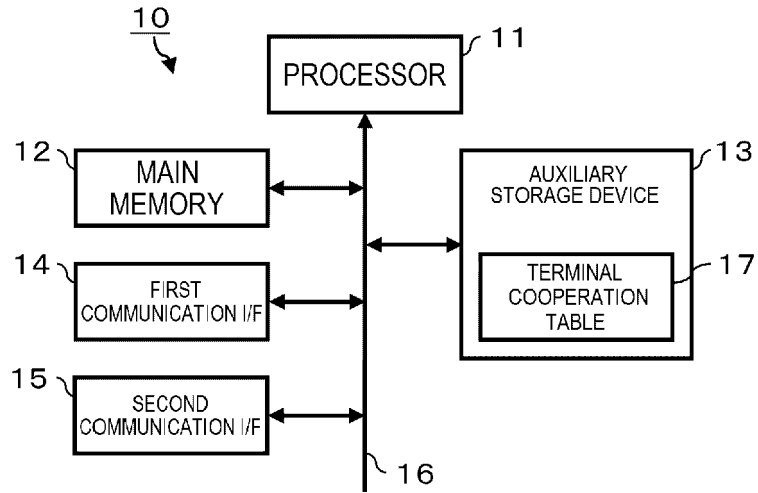 10
11
PROCESSOR
12
MAIN
MEMORY
13
AUXILIARY
STORAGE DEVICE
14
FIRST
COMMUNICATION I/F
17
TERMINAL
COOPERATION
TABLE
15
SECOND
COMMUNICATION I/F
16